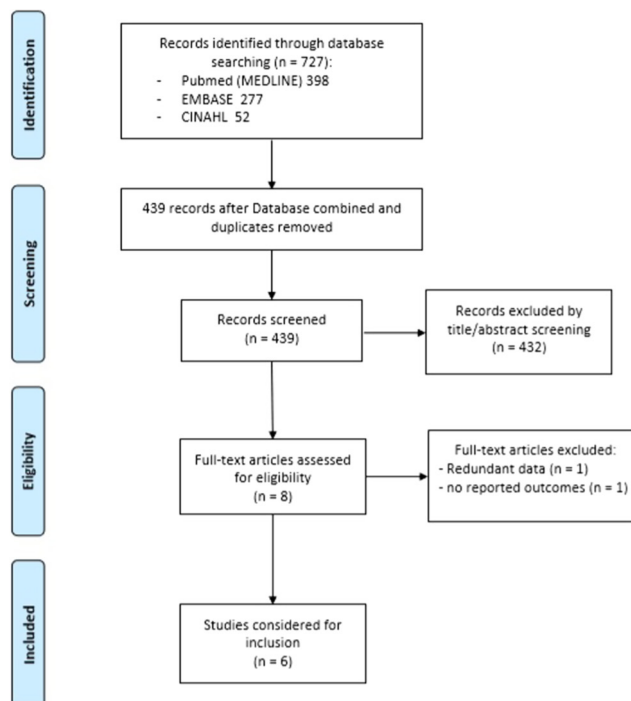 Identification
Records identified through database
searching (n = 727):
- Pubmed (MEDLINE) 398
- EMBASE 277
- CINAHL 52
Screening
439 records after Database combined and
duplicates removed
Records screened
(n = 439)
Records excluded by
title/abstract screening
(n = 432)
Eligibility
Full-text articles assessed
for eligibility
(n = 8)
Full-text articles excluded:
- Redundant data (n = 1)
- no reported outcomes (n = 1)
Included
Studies considered for
inclusion
(n = 6)